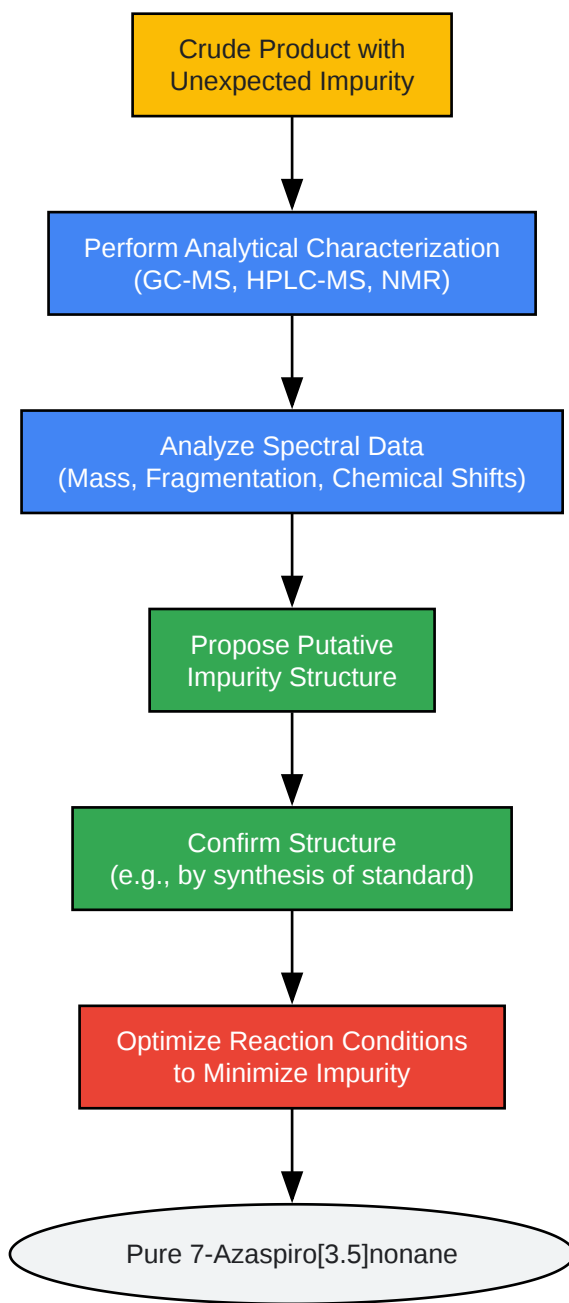 Crude Product with
Unexpected Impurity
Perform Analytical Characterization
(GC-MS, HPLC-MS, NMR)
Analyze Spectral Data
(Mass, Fragmentation, Chemical Shifts)
Propose Putative
Impurity Structure
Confirm Structure
(e.g., by synthesis of standard)
Optimize Reaction Conditions
to Minimize Impurity
Pure 7-Azaspiro[3.5]nonane